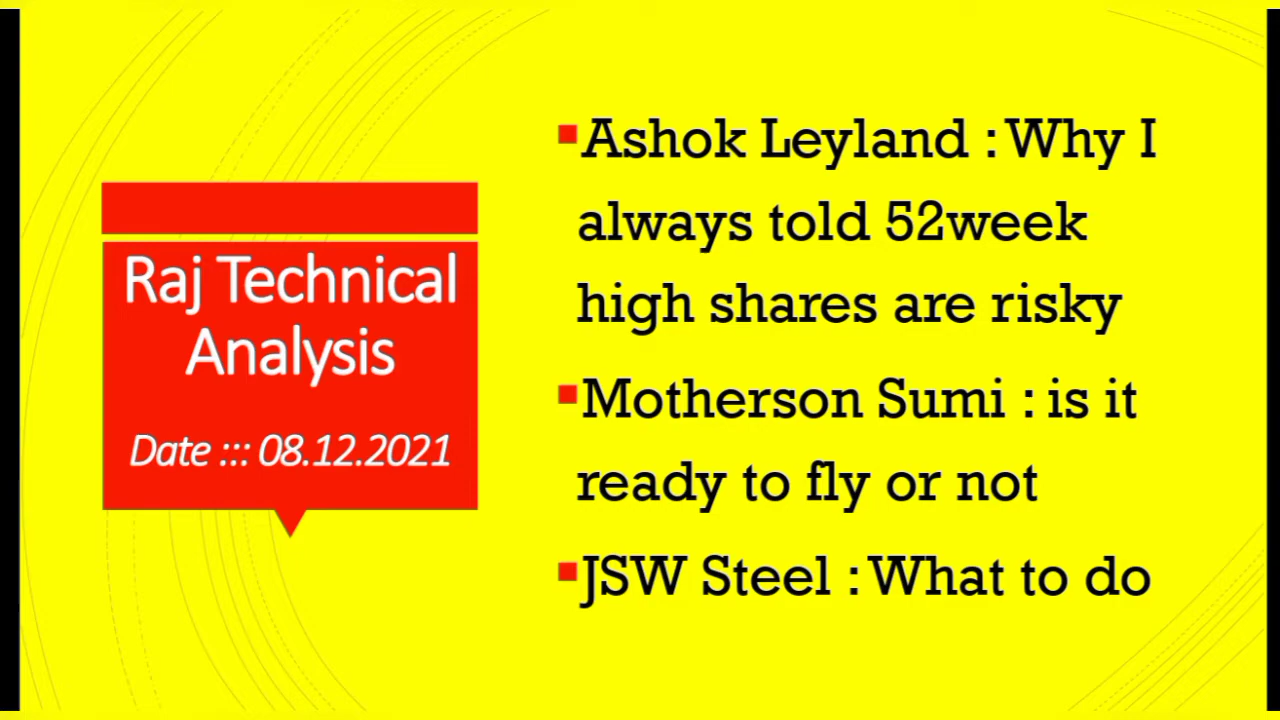 Raj Technical
Analysis
Date ::: 08.12.2021
Ashok Leyland : Why I
always told 52week
high shares are risky
Motherson Sumi : is it
ready to fly or not
JSW Steel : What to do